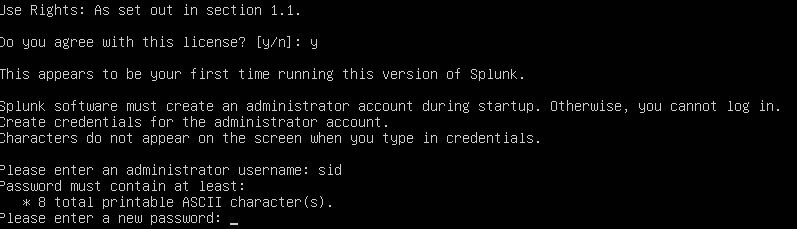 Use Rights: As set out in section 1.1.
Do you agree with this license? [y/n]: y
This appears to be your first time running this version of Splunk.
Splunk software must create an administrator account during startup. Otherwise, you cannot log in.
Create credentials for the administrator account.
Characters do not appear on the screen when you type in credentials.
Please enter an administrator username: sid
Password must contain at least:
   * 8 total printable ASCII character(s).
Please enter a new password: _